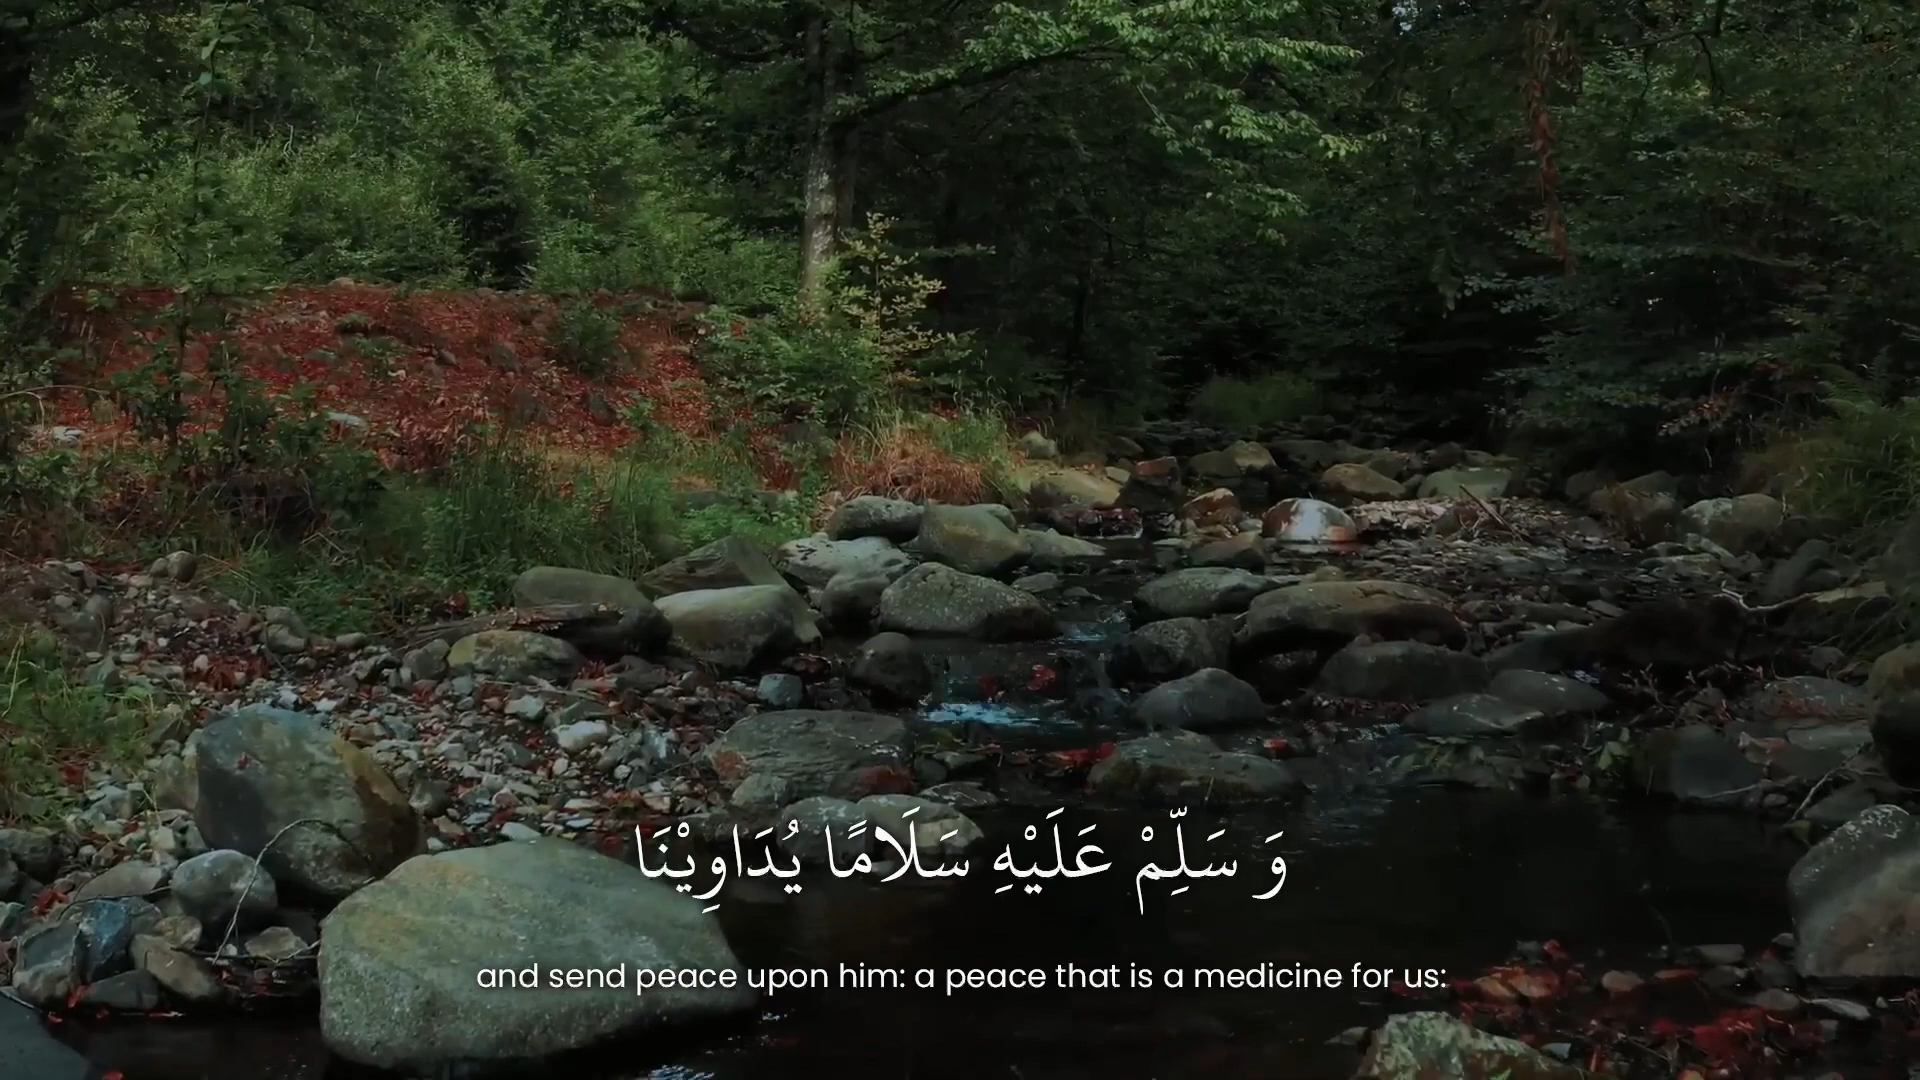 وَ سَلِّمْ عَلَيْهِ سَلَامًا يُدَاوِيْنَا
and send peace upon him: a peace that is a medicine for us: